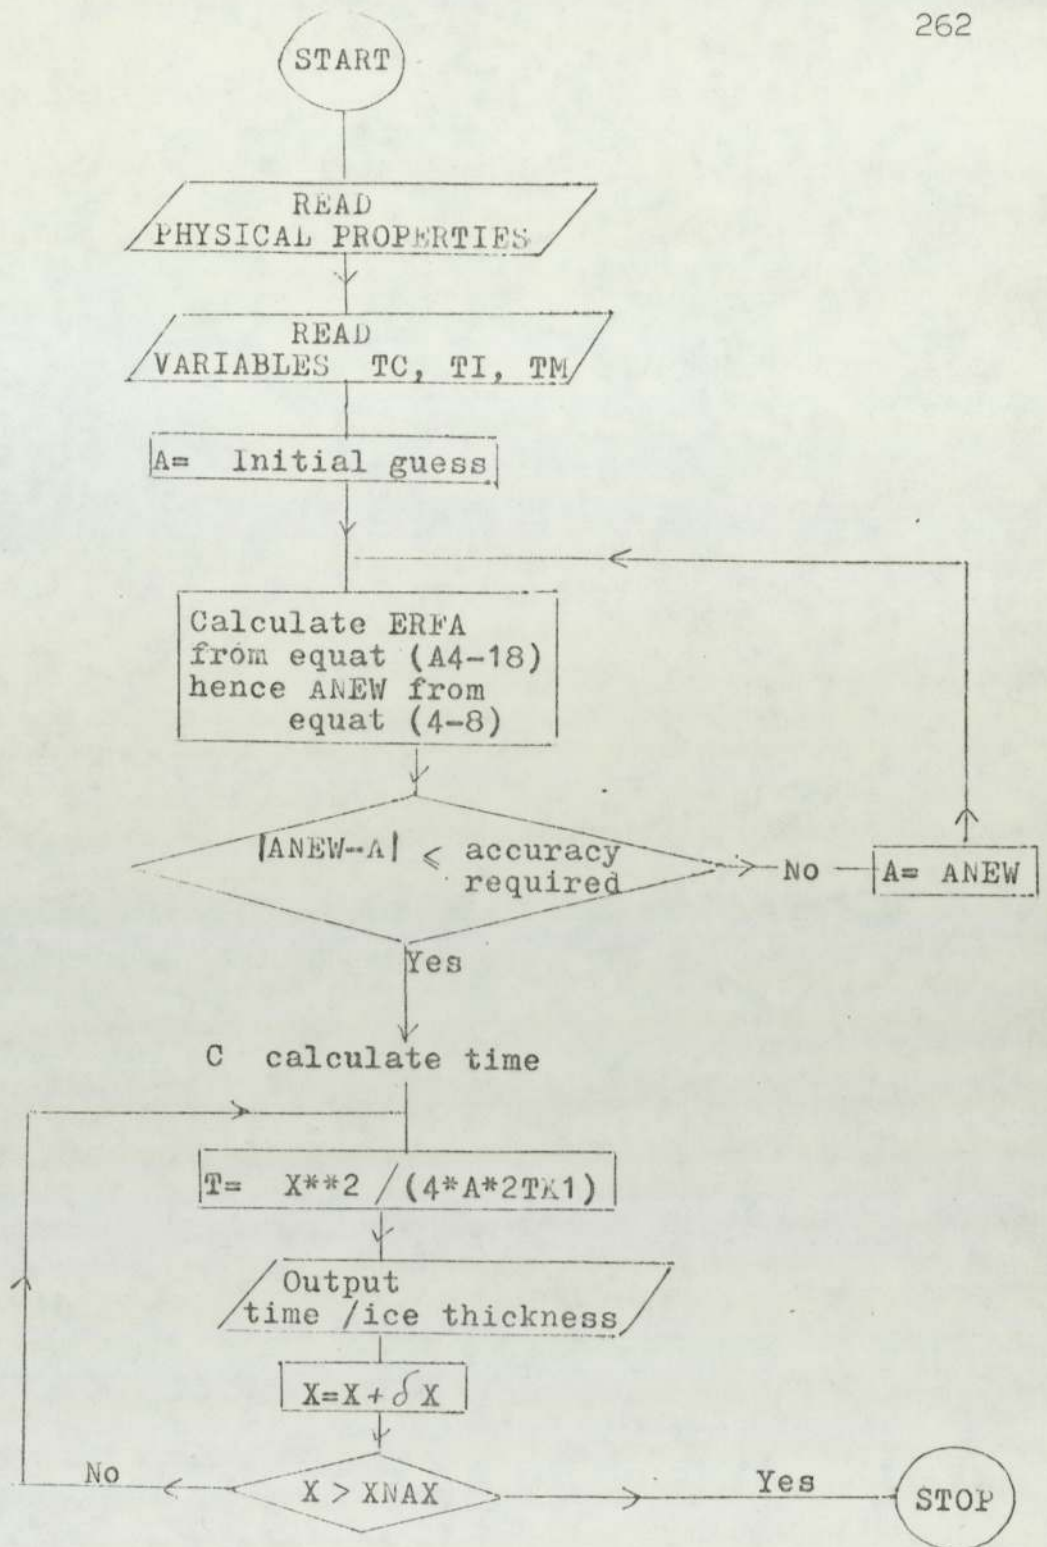 262
START
READ
PHYSICAL PROPERTIES
READ
VARIABLES TC, TI, TM
A= Initial guess
Calculate ERFA
from equat (A4-18)
hence ANEW from
equat (4-8)
|ANEW-A| ⩽ accuracy
required
No
A= ANEW
Yes
C calculate time
T= X**2 /(4*A*2TK1)
Output
time /ice thickness
X=X+δX
X > XNAX
No
Yes
STOP